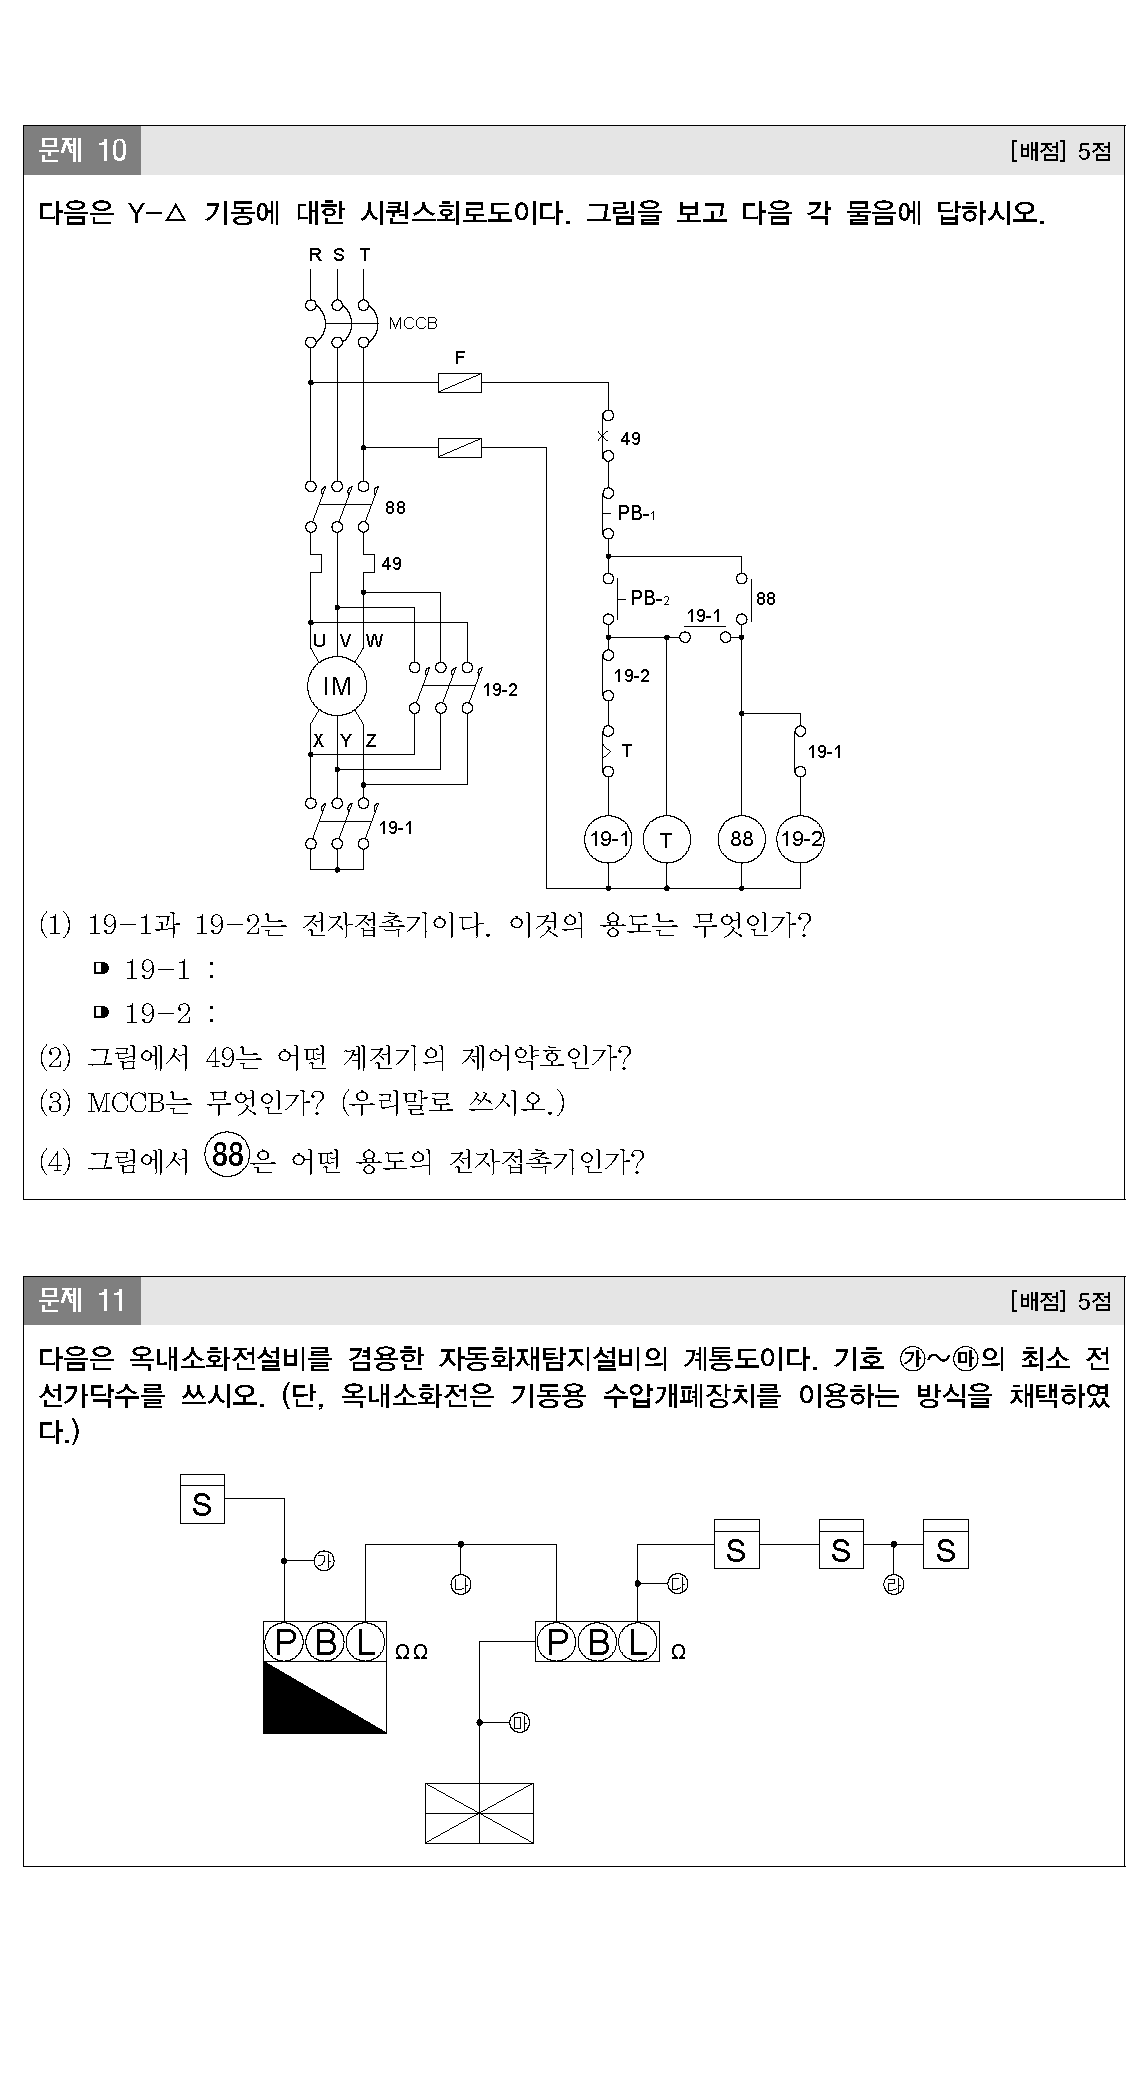 문제 10
[배점] 5점
다음은 Y-△ 기동에 대한 시퀀스회로도이다. 그림을 보고 다음 각 물음에 답하시오.
R S T
MCCB
F
49
88
PB-₁
49
PB-₂
88
19-1
U V W
IM
19-2
19-2
X Y Z
T
19-1
19-1
19-1
T
88
19-2
(1) 19-1과 19-2는 전자접촉기이다. 이것의 용도는 무엇인가?
19-1 :
19-2 :
(2) 그림에서 49는 어떤 계전기의 제어약호인가?
(3) MCCB는 무엇인가? (우리말로 쓰시오.)
(4) 그림에서 88은 어떤 용도의 전자접촉기인가?
문제 11
[배점] 5점
다음은 옥내소화전설비를 겸용한 자동화재탐지설비의 계통도이다. 기호 ㉮~㉲의 최소 전
선가닥수를 쓰시오. (단, 옥내소화전은 기동용 수압개폐장치를 이용하는 방식을 채택하였
다.)
S
S S S
㉮
㉯
㉰
㉱
P B L ΩΩ
P B L Ω
㉲